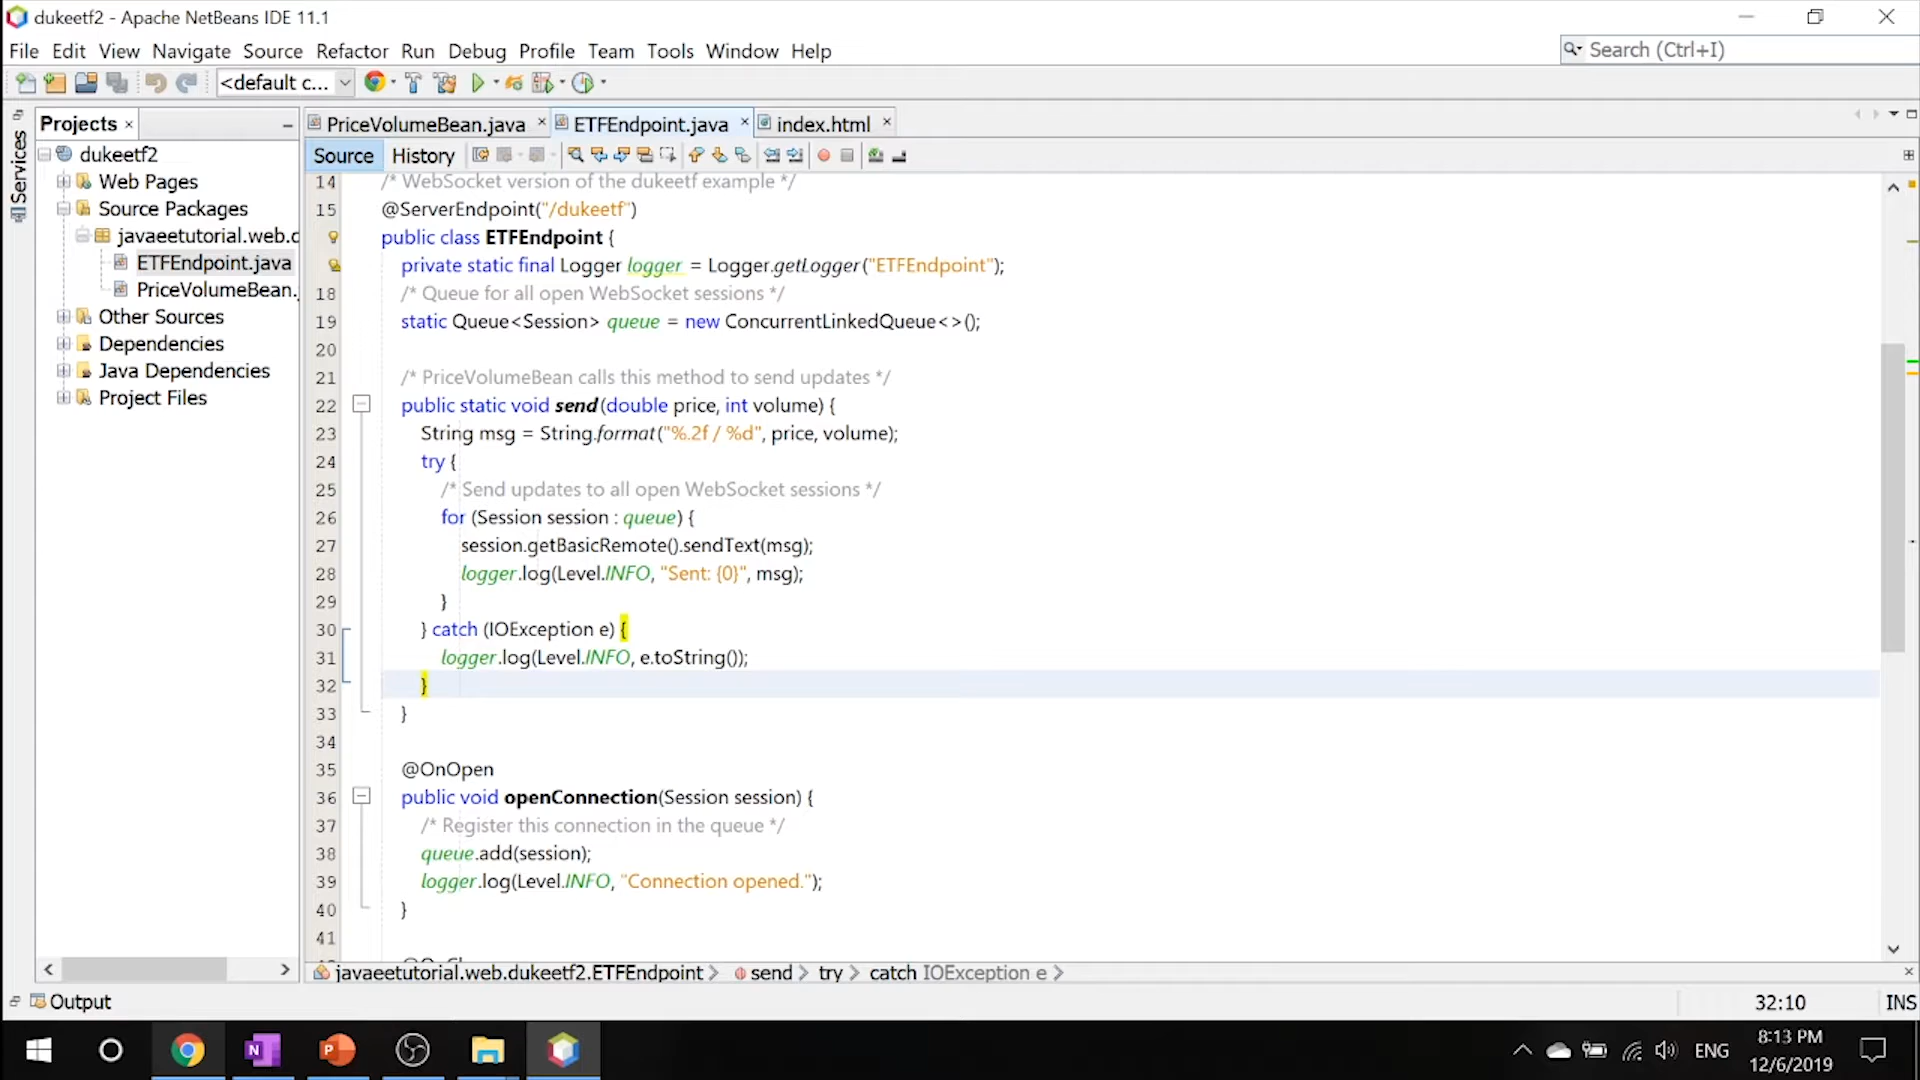 dukeetf2 - Apache NetBeans IDE 11.1
File Edit View Navigate Source Refactor Run Debug Profile Team Tools Window Help
Search (Ctrl+I)
<default c...
Services
Projects
dukeetf2
Web Pages
Source Packages
javaeetutorial.web.c
ETFEndpoint.java
PriceVolumeBean.
Other Sources
Dependencies
Java Dependencies
Project Files
PriceVolumeBean.java ETFEndpoint.java index.html
Source History
14 /* WebSocket version of the dukeetf example */
15 @ServerEndpoint("/dukeetf")
public class ETFEndpoint {
private static final Logger logger = Logger.getLogger("ETFEndpoint");
18 /* Queue for all open WebSocket sessions */
19 static Queue<Session> queue = new ConcurrentLinkedQueue<>();
20
21 /* PriceVolumeBean calls this method to send updates */
22 public static void send(double price, int volume) {
23 String msg = String.format("%.2f / %d", price, volume);
24 try {
25 /* Send updates to all open WebSocket sessions */
26 for (Session session : queue) {
27 session.getBasicRemote().sendText(msg);
28 logger.log(Level.INFO, "Sent: {0}", msg);
29 }
30 } catch (IOException e) {
31 logger.log(Level.INFO, e.toString());
32 }
33 }
34
35 @OnOpen
36 public void openConnection(Session session) {
37 /* Register this connection in the queue */
38 queue.add(session);
39 logger.log(Level.INFO, "Connection opened.");
40 }
41
javaeetutorial.web.dukeetf2.ETFEndpoint > send > try > catch IOException e >
Output
32:10 INS
ENG
8:13 PM
12/6/2019